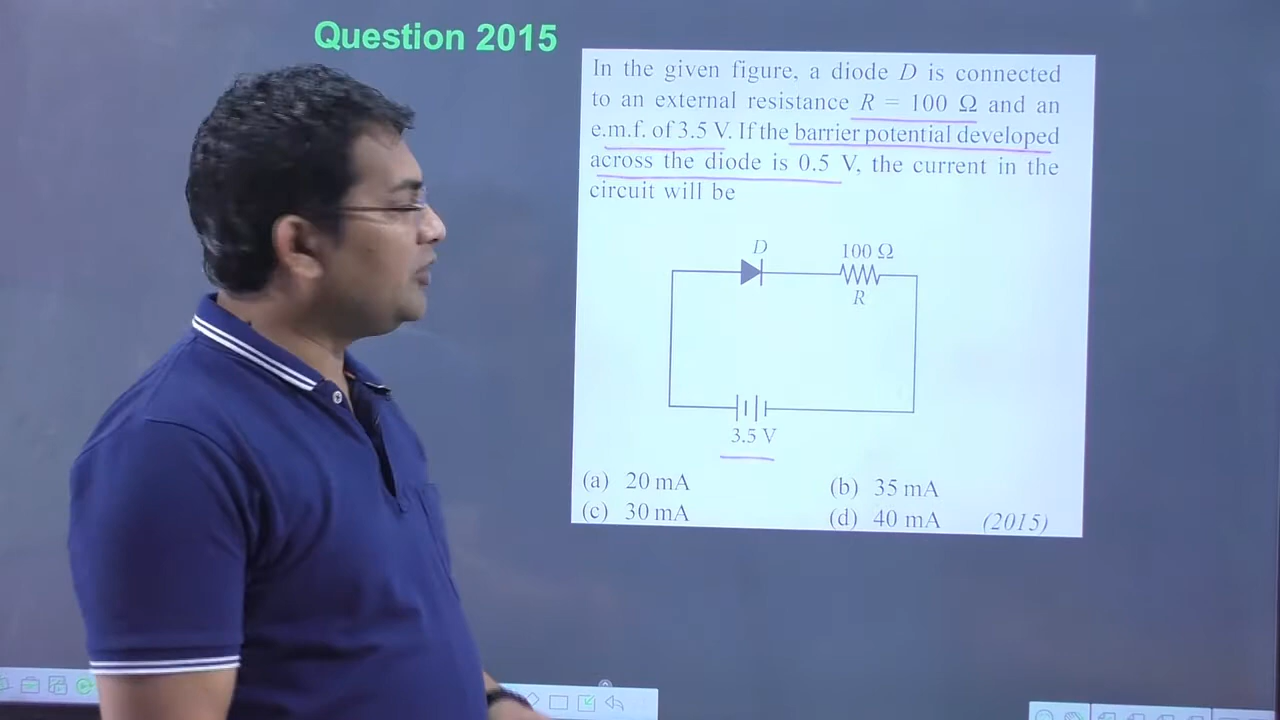 Question 2015
In the given figure, a diode D is connected
to an external resistance R = 100 Ω and an
e.m.f. of 3.5 V. If the barrier potential developed
across the diode is 0.5 V, the current in the
circuit will be
D
100 Ω
R
3.5 V
(a) 20 mA
(b) 35 mA
(c) 30 mA
(d) 40 mA (2015)